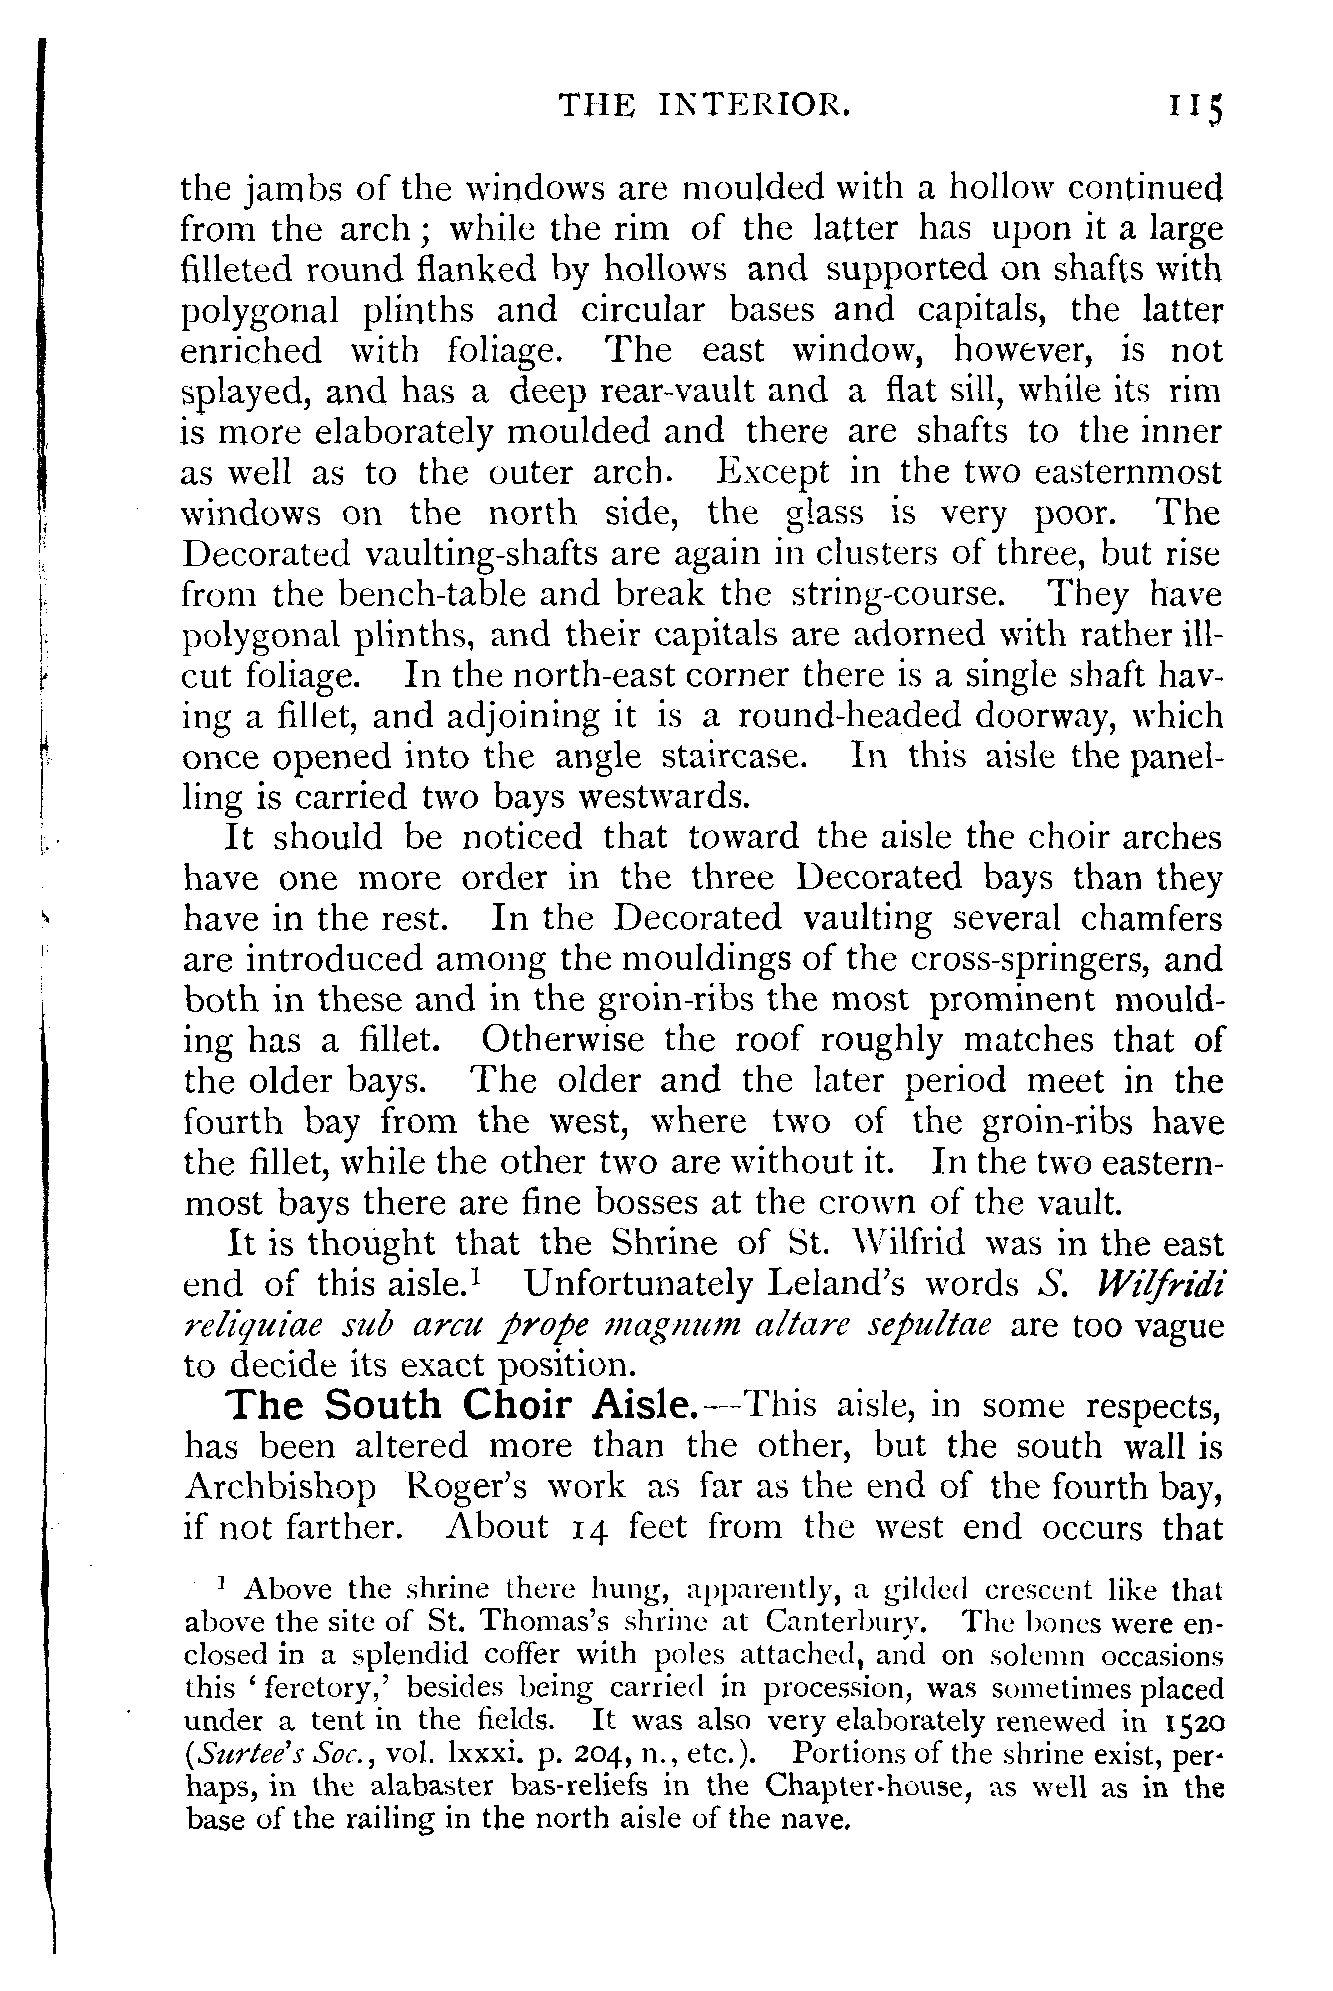 THE INTERIOR. 115
the jambs of the windows are moulded with a hollow continued
from the arch; while the rim of the latter has upon it a large
filleted round flanked by hollows and supported on shafts with
polygonal plinths and circular bases and capitals, the latter
enriched with foliage. The east window, however, is not
splayed, and has a deep rear-vault and a flat sill, while its rim
is more elaborately moulded and there are shafts to the inner
as well as to the outer arch. Except in the two easternmost
windows on the north side, the glass is very poor. The
Decorated vaulting-shafts are again in clusters of three, but rise
from the bench-table and break the string-course. They have
polygonal plinths, and their capitals are adorned with rather ill-
cut foliage. In the north-east corner there is a single shaft hav-
ing a fillet, and adjoining it is a round-headed doorway, which
once opened into the angle staircase. In this aisle the panel-
ling is carried two bays westwards.
It should be noticed that toward the aisle the choir arches
have one more order in the three Decorated bays than they
have in the rest. In the Decorated vaulting several chamfers
are introduced among the mouldings of the cross-springers, and
both in these and in the groin-ribs the most prominent mould-
ing has a fillet. Otherwise the roof roughly matches that of
the older bays. The older and the later period meet in the
fourth bay from the west, where two of the groin-ribs have
the fillet, while the other two are without it. In the two eastern-
most bays there are fine bosses at the crown of the vault.
It is thought that the Shrine of St. Wilfrid was in the east
end of this aisle.¹ Unfortunately Leland's words S. Wilfridi
reliquiae sub arcu prope magnum altare sepultae are too vague
to decide its exact position.
The South Choir Aisle.—This aisle, in some respects,
has been altered more than the other, but the south wall is
Archbishop Roger's work as far as the end of the fourth bay,
if not farther. About 14 feet from the west end occurs that
¹ Above the shrine there hung, apparently, a gilded crescent like that
above the site of St. Thomas's shrine at Canterbury. The bones were en-
closed in a splendid coffer with poles attached, and on solemn occasions
this ‘feretory,’ besides being carried in procession, was sometimes placed
under a tent in the fields. It was also very elaborately renewed in 1520
(Surtee's Soc., vol. lxxxi. p. 204, n., etc.). Portions of the shrine exist, per-
haps, in the alabaster bas-reliefs in the Chapter-house, as well as in the
base of the railing in the north aisle of the nave.